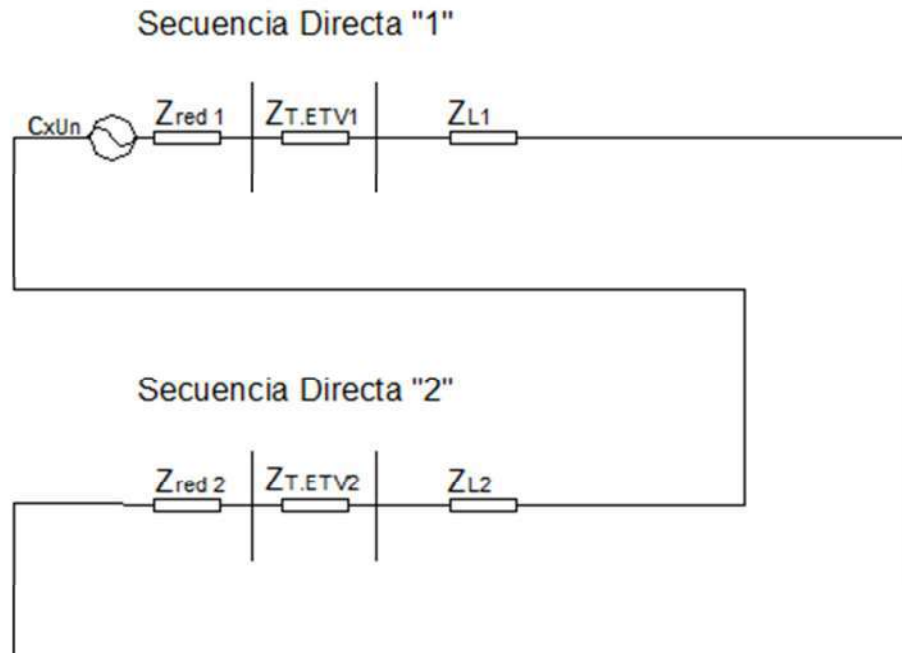 Secuencia Directa "1"
CxUn Zred 1 ZT.ETV1 ZL1
Secuencia Directa "2"
Zred 2 ZT.ETV2 ZL2